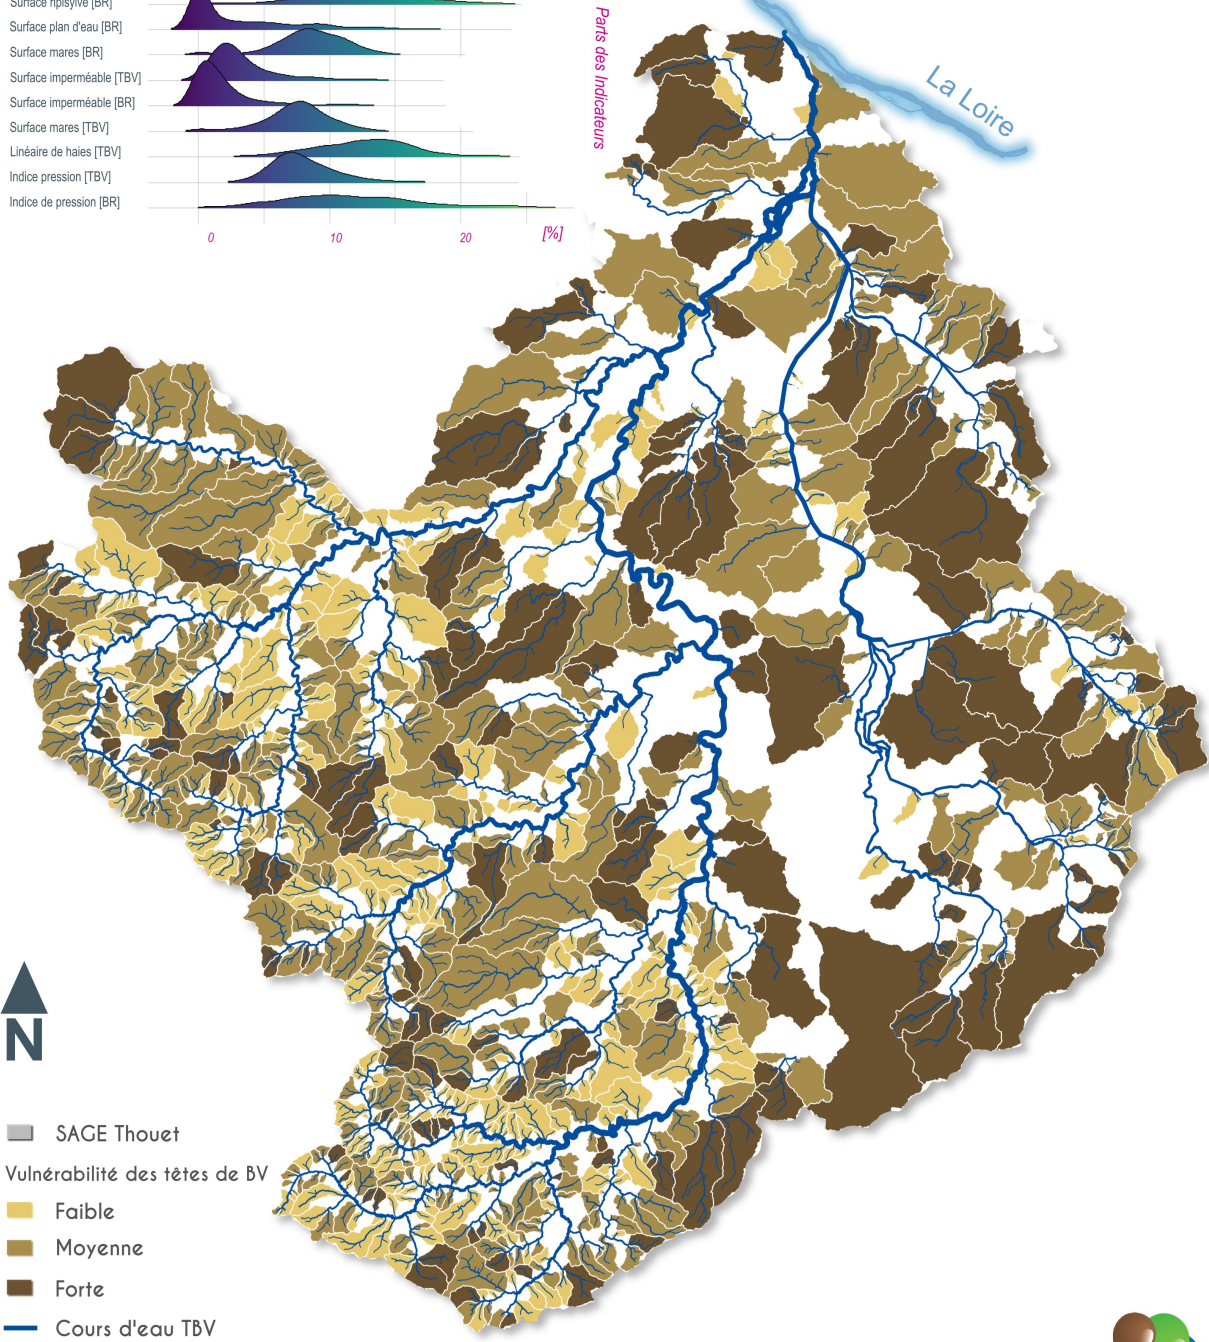 Surface ripisylve [BR]
Surface plan d'eau [BR]
Surface mares [BR]
Surface imperméable [TBV]
Surface imperméable [BR]
Surface mares [TBV]
Linéaire de haies [TBV]
Indice pression [TBV]
Indice de pression [BR]
0 10 20 [%]
Parts des Indicateurs
La Loire
N
SAGE Thouet
Vulnérabilité des têtes de BV
Faible
Moyenne
Forte
Cours d'eau TBV